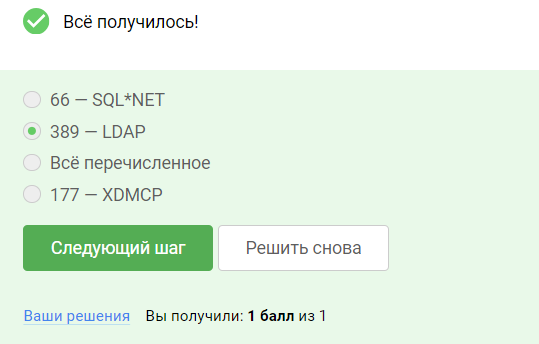 Всё получилось!
66 — SQL*NET
389 — LDAP
Всё перечисленное
177 — XDMCP
Следующий шаг Решить снова
Ваши решения Вы получили: 1 балл из 1